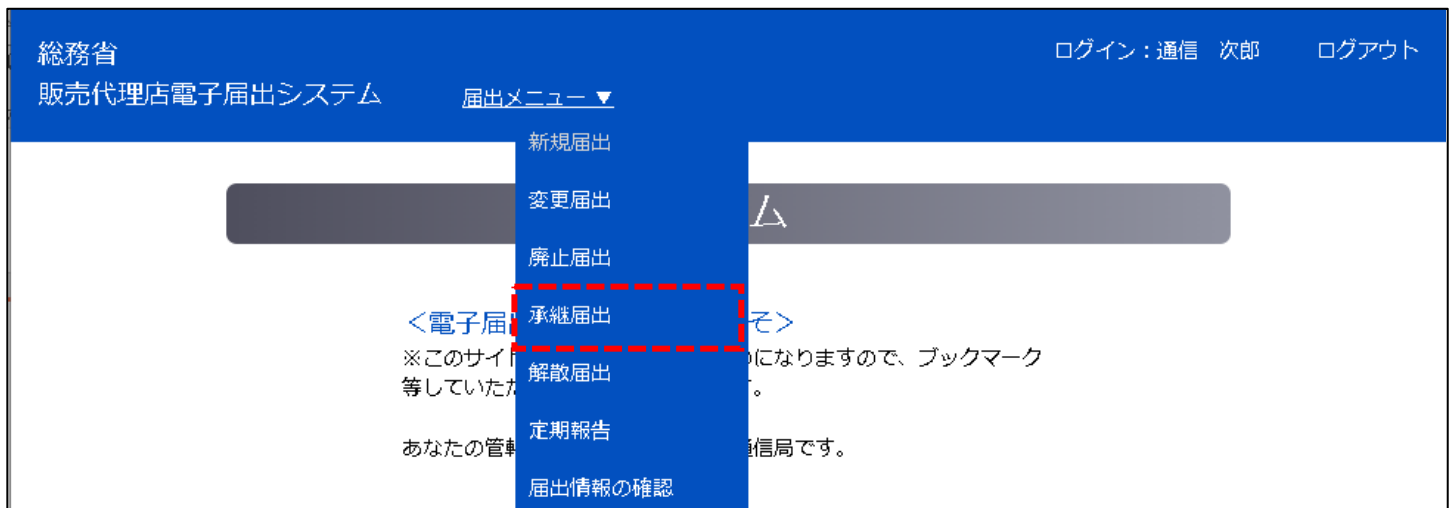 総務省
販売代理店電子届出システム
届出メニュー ▼
ログイン：通信　次郎
ログアウト
新規届出
変更届出
廃止届出
承継届出
解散届出
定期報告
届出情報の確認
ム
＜電子届
そ＞
※このサイト
になりますので、ブックマーク
等していただ
。
あなたの管轄
通信局です。